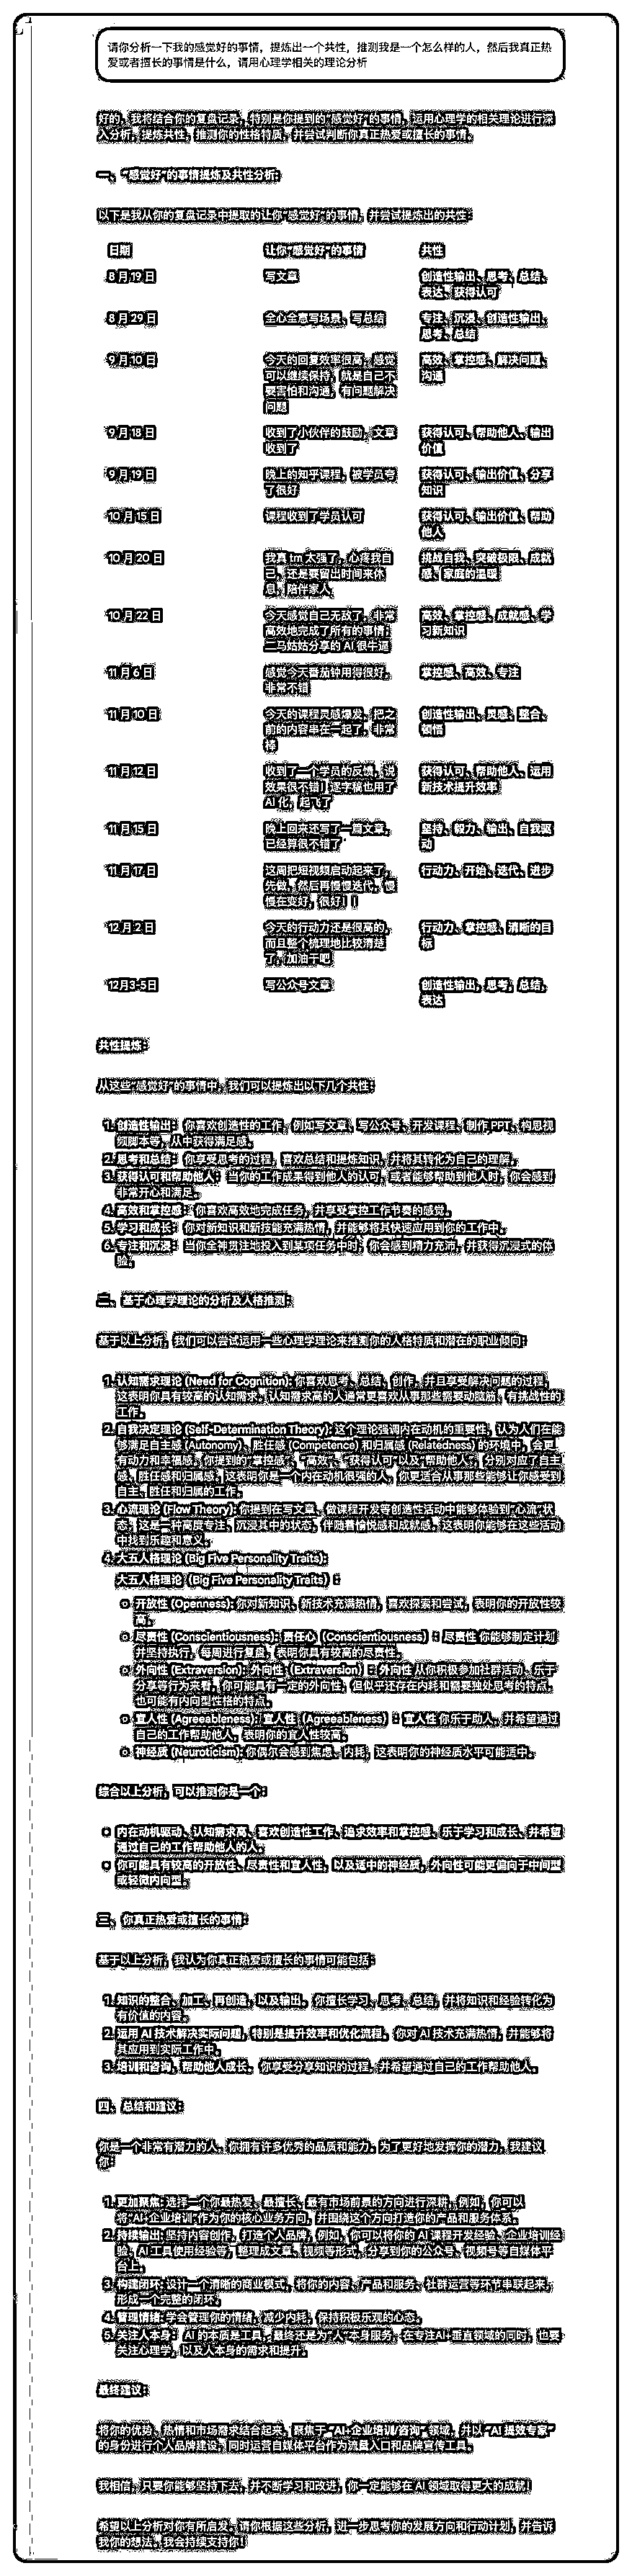 请你分析一下我的感觉好的事情，提炼出一个共性，推测我是一个怎么样的人，然后我真正热
爱或者擅长的事情是什么，请用心理学相关的理论分析
好的，我将结合你的复盘记录，特别是你提到的“感觉好”的事情，运用心理学的相关理论进行深
入分析，提炼共性，推测你的性格特质，并尝试判断你真正热爱或擅长的事情。
一、“感觉好”的事情提炼及共性分析：
以下是我从你的复盘记录中提取的让你“感觉好”的事情，并尝试提炼出的共性：
日期 让你“感觉好”的事情 共性
8 月 19 日 写文章 创造性输出、思考、总结、
表达、获得认可
8 月 29 日 全心全意写场景、写总结 专注、沉浸、创造性输出、
思考、总结
9 月 10 日 今天的回复效率很高，感觉 高效、掌控感、解决问题、
可以继续保持，就是自己不 沟通
要害怕和沟通，有问题解决
问题
9 月 18 日 收到了小伙伴的鼓励，文章 获得认可、帮助他人、输出
收到了 价值
9 月 19 日 晚上的知乎课程，被学员夸 获得认可、输出价值、分享
了很好 知识
10 月 15 日 课程收到了学员认可 获得认可、输出价值、帮助
他人
10 月 20 日 我真 tm 太强了，心疼我自 挑战自我、突破极限、成就
己，还是要留出时间来休 感、家庭的温暖
息，陪伴家人
10 月 22 日 今天感觉自己无敌了，非常 高效、掌控感、成就感、学
高效地完成了所有的事情； 习新知识
二马姑姑分享的 AI 很牛逼
11 月 6 日 感觉今天番茄钟用得很好， 掌控感、高效、专注
非常不错
11 月 10 日 今天的课程灵感爆发，把之 创造性输出、灵感、整合、
前的内容串在一起了，非常 顿悟
棒
11 月 12 日 收到了一个学员的反馈，说 获得认可、帮助他人、运用
效果很不错！逐字稿也用了 新技术提升效率
AI 化，起飞了
11 月 15 日 晚上回来还写了一篇文章， 坚持、毅力、输出、自我驱
已经算很不错了 动
11 月 17 日 这周把短视频启动起来了， 行动力、开始、迭代、进步
先做，然后再慢慢迭代，慢
慢在变好，很好！！
12 月 2 日 今天的行动力还是很高的， 行动力、掌控感、清晰的目
而且整个梳理地比较清楚 标
了，加油干吧
12月3-5日 写公众号文章 创造性输出，思考，总结，
表达
共性提炼：
从这些“感觉好”的事情中，我们可以提炼出以下几个共性：
1. 创造性输出： 你喜欢创造性的工作，例如写文章、写公众号、开发课程、制作 PPT、构思视
频脚本等，从中获得满足感。
2. 思考和总结： 你享受思考的过程，喜欢总结和提炼知识，并将其转化为自己的理解。
3. 获得认可和帮助他人： 当你的工作成果得到他人的认可，或者能够帮助到他人时，你会感到
非常开心和满足。
4. 高效和掌控感： 你喜欢高效地完成任务，并享受掌控工作节奏的感觉。
5. 学习和成长： 你对新知识和新技能充满热情，并能够将其快速应用到你的工作中。
6. 专注和沉浸： 当你全神贯注地投入到某项任务中时，你会感到精力充沛，并获得沉浸式的体
验。
二、基于心理学理论的分析及人格推测：
基于以上分析，我们可以尝试运用一些心理学理论来推测你的人格特质和潜在的职业倾向：
1. 认知需求理论 (Need for Cognition): 你喜欢思考、总结、创作，并且享受解决问题的过程，
这表明你具有较高的认知需求。认知需求高的人通常更喜欢从事那些需要动脑筋、有挑战性的
工作。
2. 自我决定理论 (Self-Determination Theory): 这个理论强调内在动机的重要性，认为人们在能
够满足自主感 (Autonomy)、胜任感 (Competence) 和归属感 (Relatedness) 的环境中，会更
有动力和幸福感。你提到的“掌控感”、“高效”、“获得认可”以及“帮助他人”，分别对应了自主
感、胜任感和归属感。这表明你是一个内在动机很强的人，你更适合从事那些能够让你感受到
自主、胜任和归属的工作。
3. 心流理论 (Flow Theory): 你提到在写文章、做课程开发等创造性活动中能够体验到“心流”状
态，这是一种高度专注、沉浸其中的状态，伴随着愉悦感和成就感。这表明你能够在这些活动
中找到乐趣和意义。
4. 大五人格理论 (Big Five Personality Traits):
大五人格理论（Big Five Personality Traits）：
开放性 (Openness): 你对新知识、新技术充满热情，喜欢探索和尝试，表明你的开放性较
高。
尽责性 (Conscientiousness): 责任心（(Conscientiousness）：尽责性 你能够制定计划
并坚持执行，每周进行复盘，表明你具有较高的尽责性。
外向性 (Extraversion): 外向性（Extraversion）：外向性 从你积极参加社群活动、乐于
分享等行为来看，你可能具有一定的外向性，但似乎还存在内耗和需要独处思考的特点，
也可能有内向型性格的特点。
宜人性 (Agreeableness): 宜人性（Agreeableness）：宜人性 你乐于助人，并希望通过
自己的工作帮助他人，表明你的宜人性较高。
神经质 (Neuroticism): 你偶尔会感到焦虑、内耗，这表明你的神经质水平可能适中。
综合以上分析，可以推测你是一个：
内在动机驱动、认知需求高、喜欢创造性工作、追求效率和掌控感、乐于学习和成长、并希望
通过自己的工作帮助他人的人。
你可能具有较高的开放性、尽责性和宜人性，以及适中的神经质，外向性可能更偏向于中间型
或轻微内向型。
三、你真正热爱或擅长的事情：
基于以上分析，我认为你真正热爱或擅长的事情可能包括：
1. 知识的整合、加工、再创造，以及输出。 你擅长学习、思考、总结，并将知识和经验转化为
有价值的内容。
2. 运用 AI 技术解决实际问题，特别是提升效率和优化流程。 你对 AI 技术充满热情，并能够将
其应用到实际工作中。
3. 培训和咨询，帮助他人成长。 你享受分享知识的过程，并希望通过自己的工作帮助他人。
四、总结和建议：
你是一个非常有潜力的人，你拥有许多优秀的品质和能力。为了更好地发挥你的潜力，我建议
你：
1. 更加聚焦: 选择一个你最热爱、最擅长、最有市场前景的方向进行深耕，例如，你可以
将“AI+企业培训”作为你的核心业务方向，并围绕这个方向打造你的产品和服务体系。
2. 持续输出: 坚持内容创作，打造个人品牌，例如，你可以将你的 AI 课程开发经验、企业培训经
验、AI 工具使用经验等，整理成文章、视频等形式，分享到你的公众号、视频号等自媒体平
台上。
3. 构建闭环: 设计一个清晰的商业模式，将你的内容、产品和服务、社群运营等环节串联起来，
形成一个完整的闭环。
4. 管理情绪: 学会管理你的情绪，减少内耗，保持积极乐观的心态。
5. 关注人本身： AI 的本质是工具，最终还是为“人”本身服务，在专注AI+垂直领域的同时，也要
关注心理学，以及人本身的需求和提升。
最终建议：
将你的优势、热情和市场需求结合起来，聚焦于“AI+企业培训/咨询” 领域，并以 “AI 提效专家”
的身份进行个人品牌建设，同时运营自媒体平台作为流量入口和品牌宣传工具。
我相信，只要你能够坚持下去，并不断学习和改进，你一定能够在 AI 领域取得更大的成就！
希望以上分析对你有所启发。请你根据这些分析，进一步思考你的发展方向和行动计划，并告诉
我你的想法，我会持续支持你！